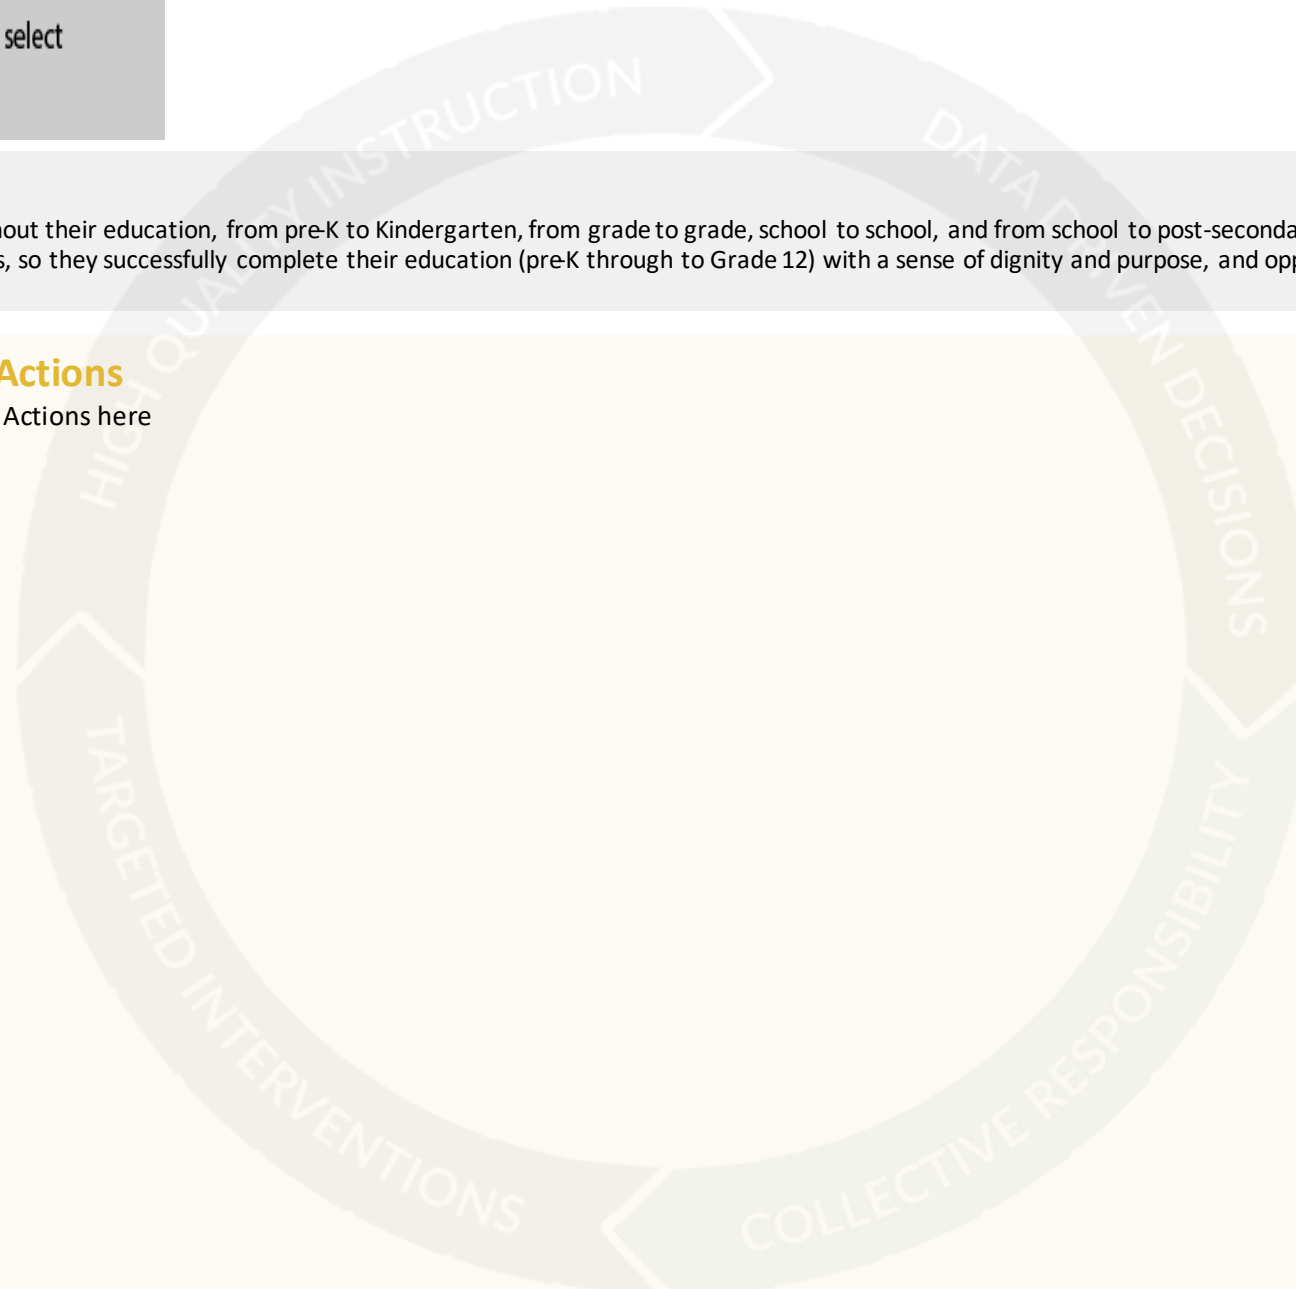 select
HIGH QUALITY INSTRUCTION
DATA DRIVEN DECISIONS
out their education, from pre-K to Kindergarten, from grade to grade, school to school, and from school to post-seconda
s, so they successfully complete their education (pre-K through to Grade 12) with a sense of dignity and purpose, and opp
Actions
Actions here
TARGETED INTERVENTIONS
COLLECTIVE RESPONSIBILITY